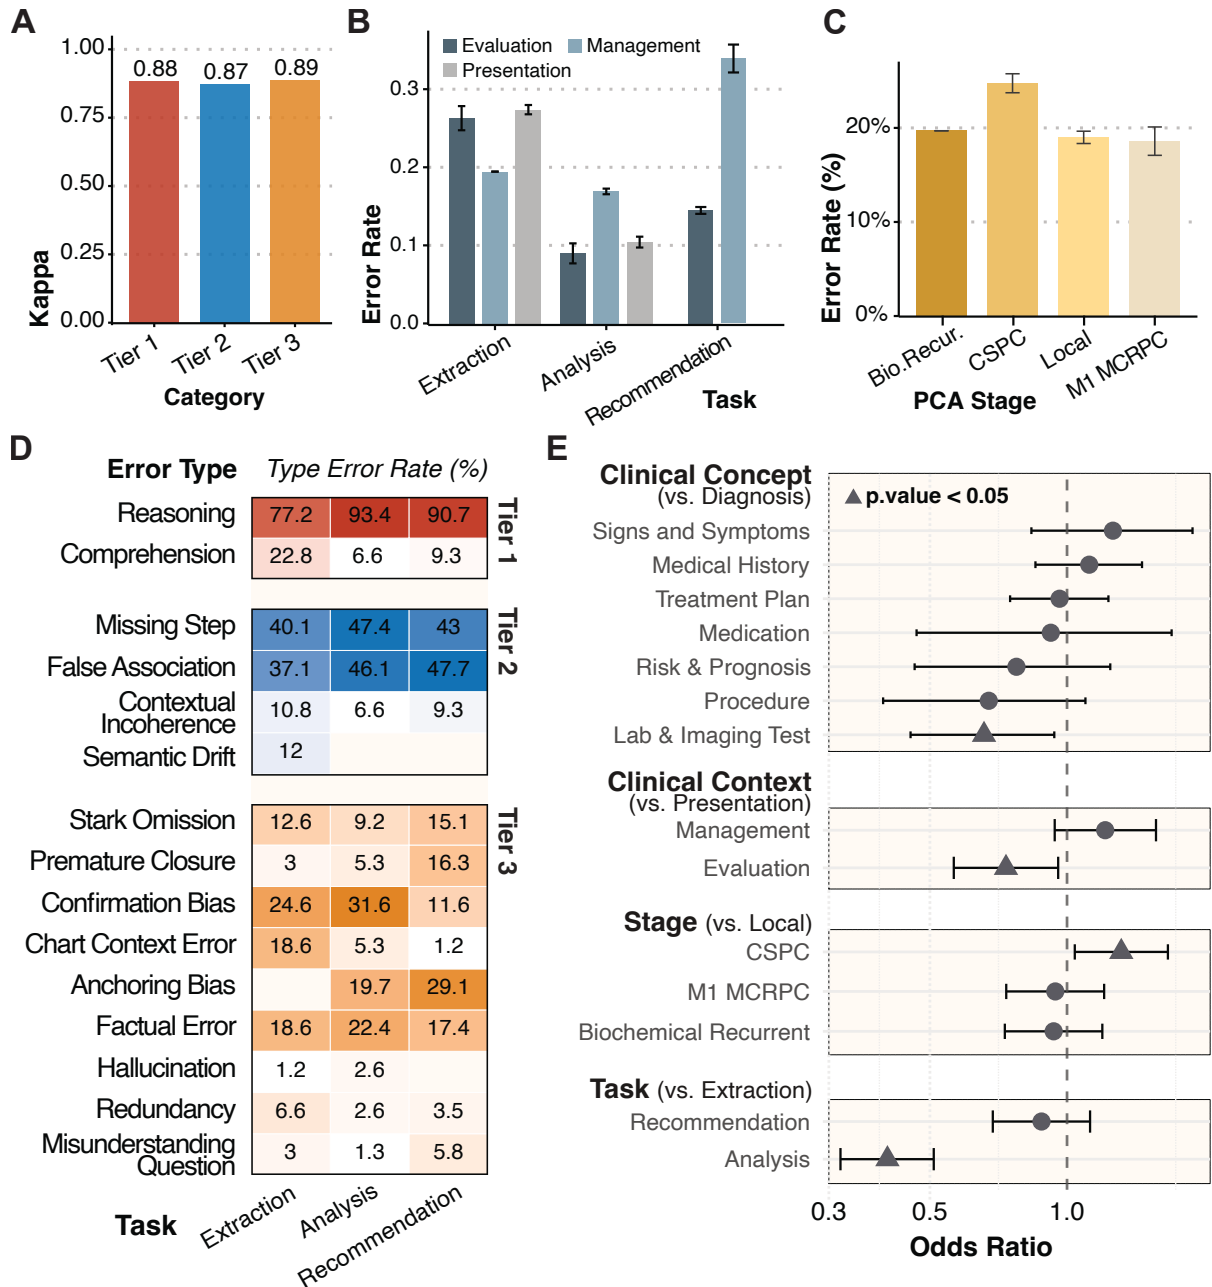 A
1.00
0.75
0.50
0.25
0.00
Kappa
0.88
0.87
0.89
Tier 1
Tier 2
Tier 3
Category
B
Evaluation
Management
Presentation
0.3
0.2
0.1
0.0
Error Rate
Extraction
Analysis
Recommendation
Task
C
20%
10%
0%
Error Rate (%)
Bio.Recur.
CSPC
Local
M1 MCRPC
PCA Stage
D
Error Type
Type Error Rate (%)
Reasoning 77.2 93.4 90.7
Comprehension 22.8 6.6 9.3
Tier 1
Missing Step 40.1 47.4 43
False Association 37.1 46.1 47.7
Contextual
Incoherence 10.8 6.6 9.3
Semantic Drift 12
Tier 2
Stark Omission 12.6 9.2 15.1
Premature Closure 3 5.3 16.3
Confirmation Bias 24.6 31.6 11.6
Chart Context Error 18.6 5.3 1.2
Anchoring Bias 19.7 29.1
Factual Error 18.6 22.4 17.4
Hallucination 1.2 2.6
Redundancy 6.6 2.6 3.5
Misunderstanding
Question 3 1.3 5.8
Tier 3
Task
Extraction
Analysis
Recommendation
E
Clinical Concept
(vs. Diagnosis)
p.value < 0.05
Signs and Symptoms
Medical History
Treatment Plan
Medication
Risk & Prognosis
Procedure
Lab & Imaging Test
Clinical Context
(vs. Presentation)
Management
Evaluation
Stage (vs. Local)
CSPC
M1 MCRPC
Biochemical Recurrent
Task (vs. Extraction)
Recommendation
Analysis
0.3
0.5
1.0
Odds Ratio